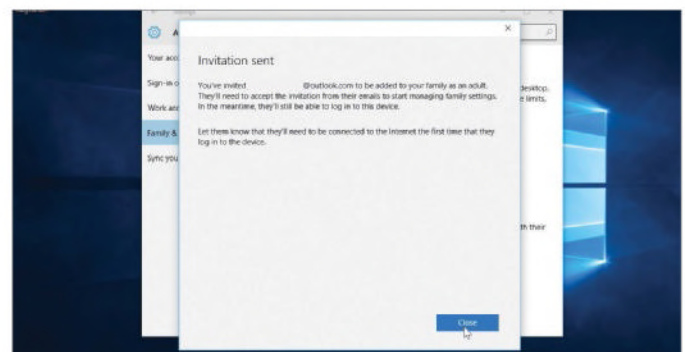 Your acc
Invitation sent
Sign-in o
You've invited @outlook.com to be added to your family as an adult.
desktop,
They'll need to accept the invitation from their emails to start managing family settings.
e limits,
In the meantime, they'll still be able to log in to this device.
Work and
Family &
Let them know that they'll need to be connected to the internet the first time that they
log in to the device.
Sync you
th their
Close